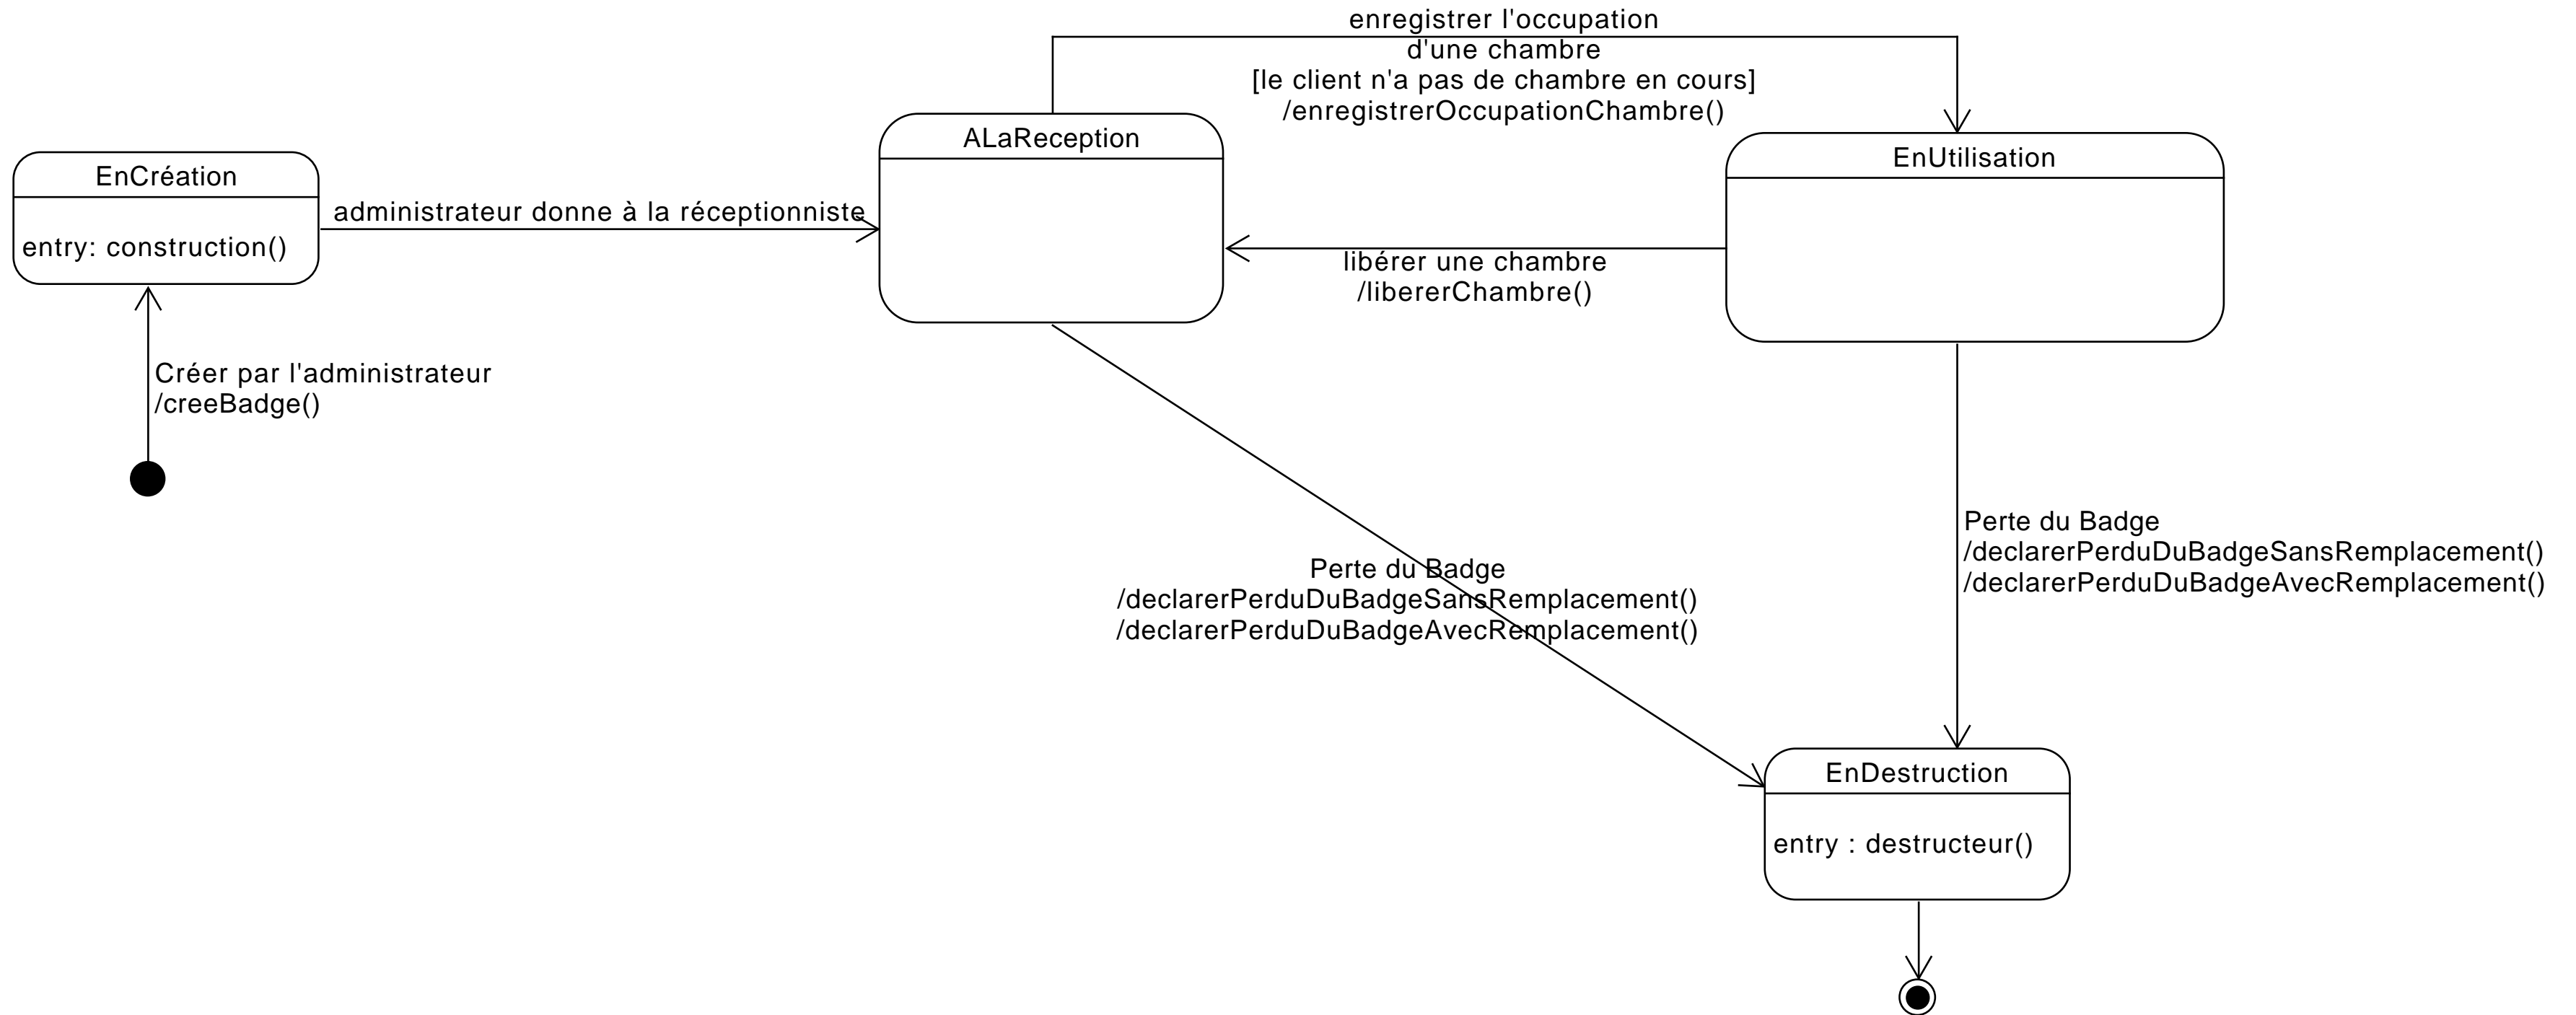 enregistrer l'occupation
d'une chambre
[le client n'a pas de chambre en cours]
/enregistrerOccupationChambre()
ALaReception
EnUtilisation
EnCréation
administrateur donne à la réceptionniste
entry: construction()
libérer une chambre
/libererChambre()
Créer par l'administrateur
/creeBadge()
Perte du Badge
/declarerPerduDuBadgeSansRemplacement()
/declarerPerduDuBadgeAvecRemplacement()
Perte du Badge
/declarerPerduDuBadgeSansRemplacement()
/declarerPerduDuBadgeAvecRemplacement()
EnDestruction
entry : destructeur()